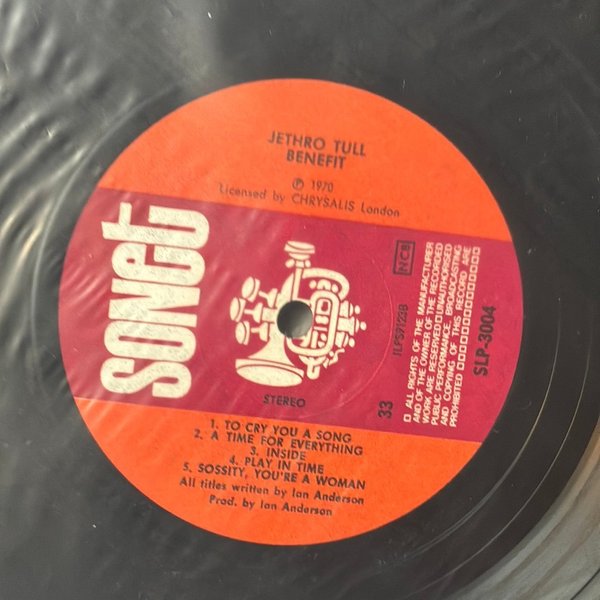 JETHRO TULL
BENEFIT
℗ 1970
Licensed by CHRYSALIS London
SONET
NCB
ILPS9123B
STEREO
33
□ ALL RIGHTS OF THE MANUFACTURER
AND OF THE OWNER OF THE RECORDED
WORK ARE RESERVED □ UNAUTHORISED
PUBLIC PERFORMANCE, BROADCASTING
AND COPYING OF THIS RECORD ARE
PROHIBITED □□□□□□□□□□□□□□
SLP-3004
1. TO CRY YOU A SONG
2. A TIME FOR EVERYTHING
3. INSIDE
4. PLAY IN TIME
5. SOSSITY, YOU'RE A WOMAN
All titles written by Ian Anderson
Prod. by Ian Anderson